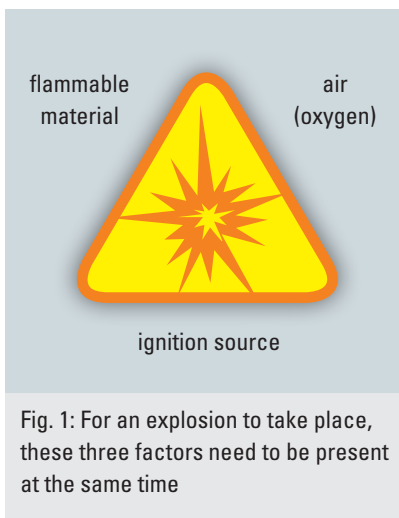 flammable
material
air
(oxygen)
ignition source
Fig. 1: For an explosion to take place,
these three factors need to be present
at the same time